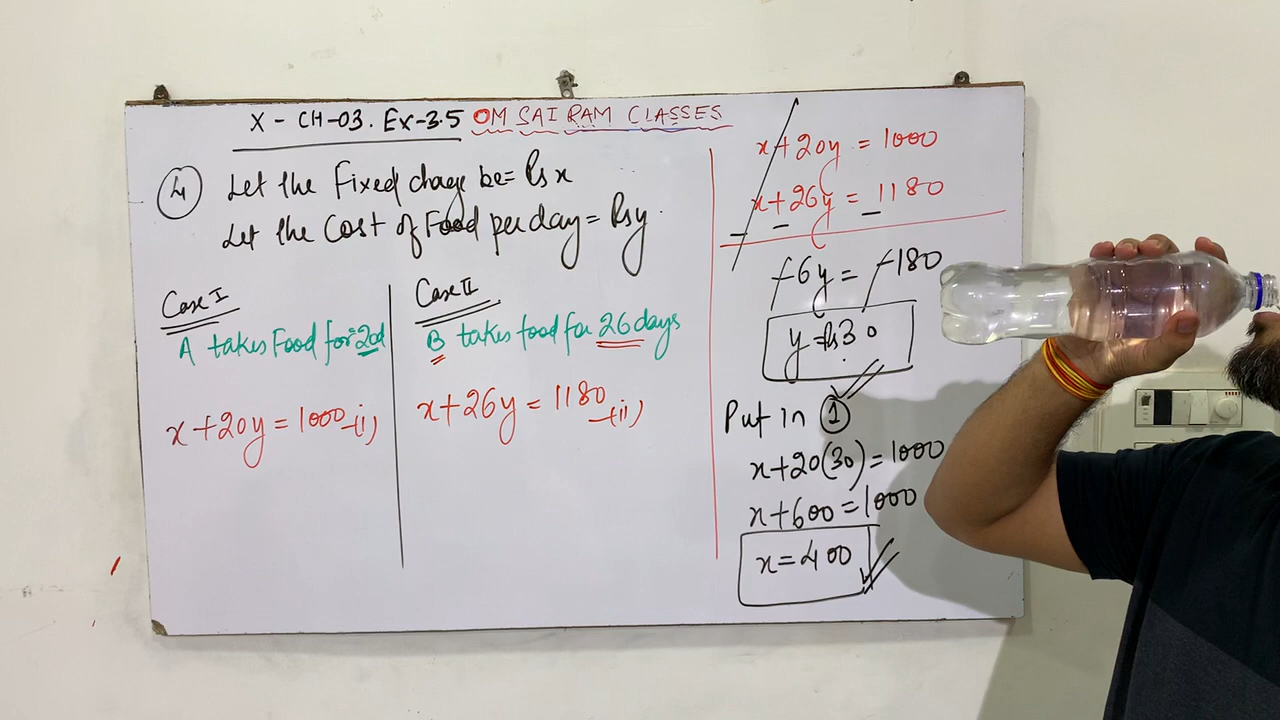 X - CH-03. Ex-3.5 OM SAI RAM CLASSES
4 Let the Fixed charge be = Rs x
Let the Cost of Food per day = Rs y.
Case I
A takes Food for 20d
x + 20y = 1000 -(i)
Case II
B takes food for 26 days
x + 26y = 1180 -(ii)
x + 20y = 1000
x + 26y = 1180
- - -
-6y = -180
y = Rs 30
Put in 1
x + 20(30) = 1000
x + 600 = 1000
x = 400